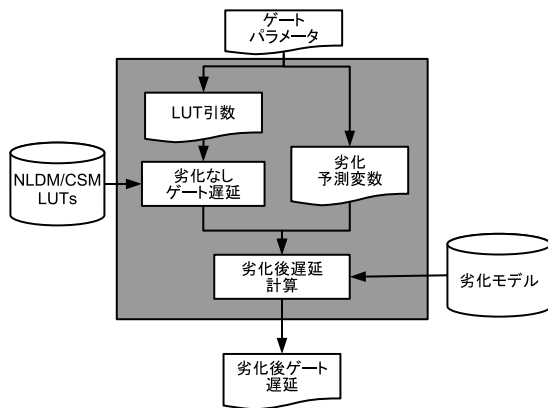 ゲート
パラメータ
LUT引数
NLDM/CSM
LUTs
劣化なし
ゲート遅延
劣化
予測変数
劣化後遅延
計算
劣化モデル
劣化後ゲート
遅延